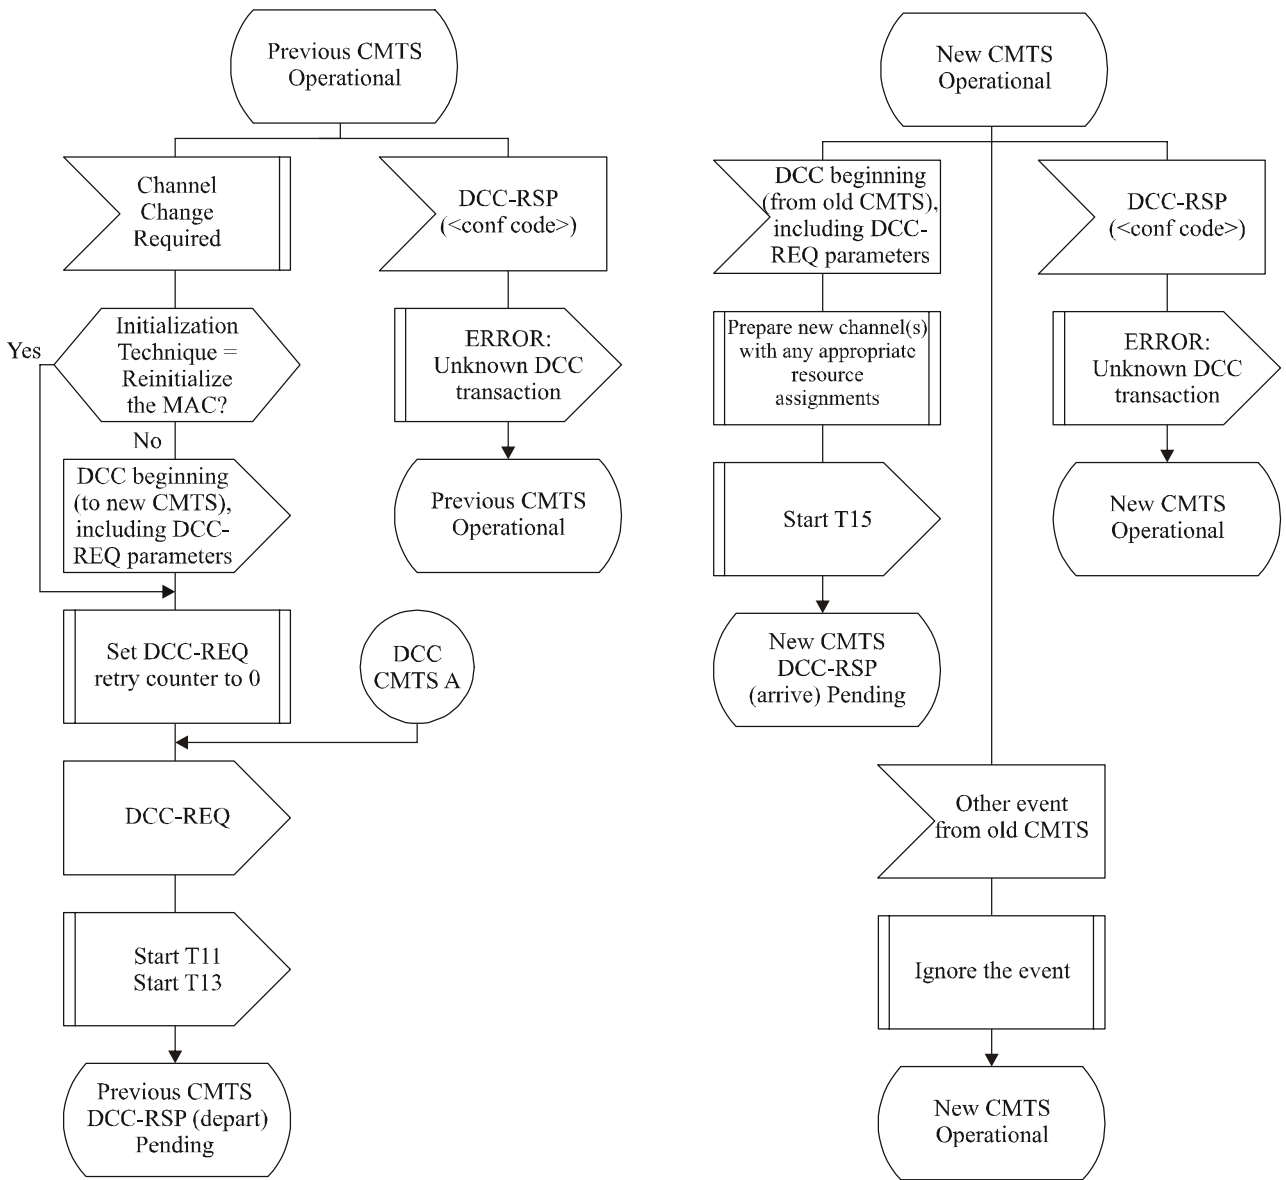 Previous CMTS
Operational
Channel
Change
Required
DCC-RSP
(<conf code>)
Yes
Initialization
Technique =
Reinitialize
the MAC?
No
ERROR:
Unknown DCC
transaction
DCC beginning
(to new CMTS),
including DCC-
REQ parameters
Previous CMTS
Operational
Set DCC-REQ
retry counter to 0
DCC
CMTS A
DCC-REQ
Start T11
Start T13
Previous CMTS
DCC-RSP (depart)
Pending
New CMTS
Operational
DCC beginning
(from old CMTS),
including DCC-
REQ parameters
DCC-RSP
(<conf code>)
Prepare new channel(s)
with any appropriate
resource
assignments
ERROR:
Unknown DCC
transaction
Start T15
New CMTS
Operational
New CMTS
DCC-RSP
(arrive) Pending
Other event
from old CMTS
Ignore the event
New CMTS
Operational